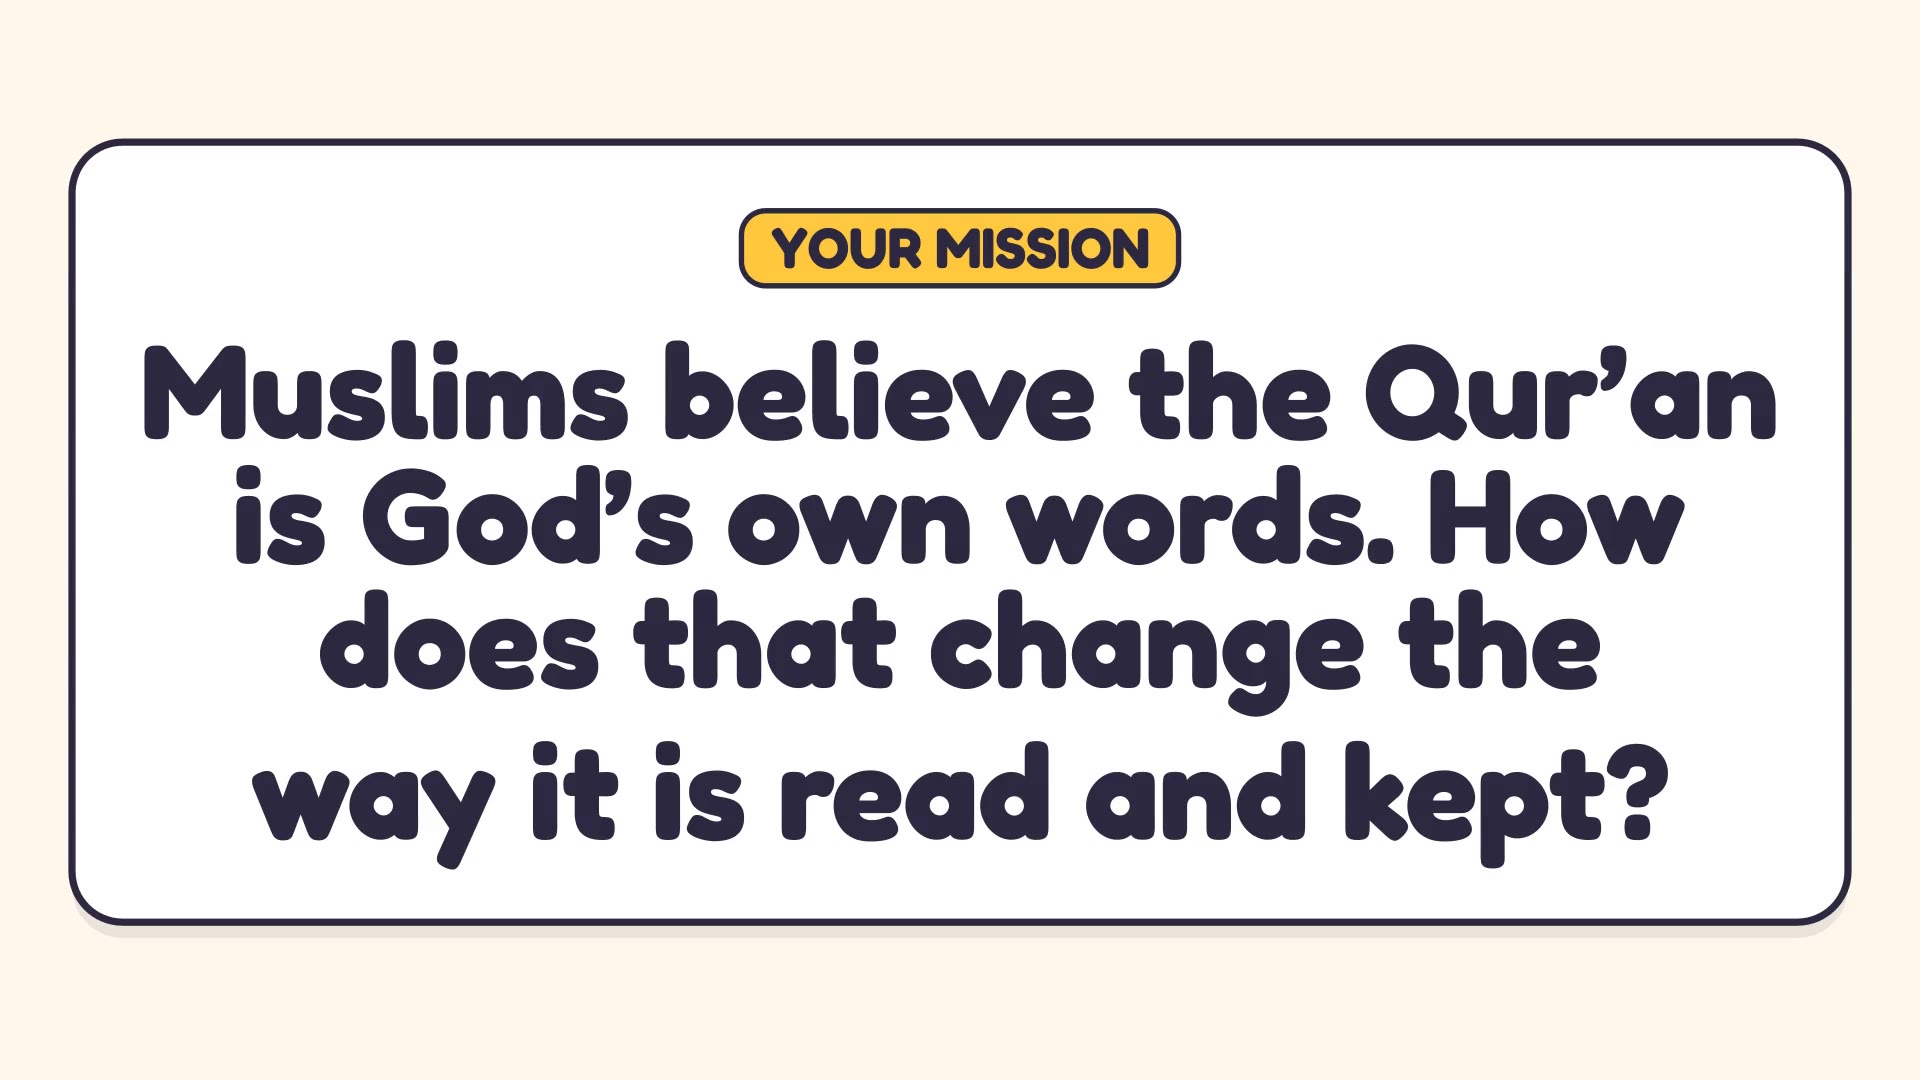 YOUR MISSION
Muslims believe the Qur’an
is God’s own words. How
does that change the
way it is read and kept?